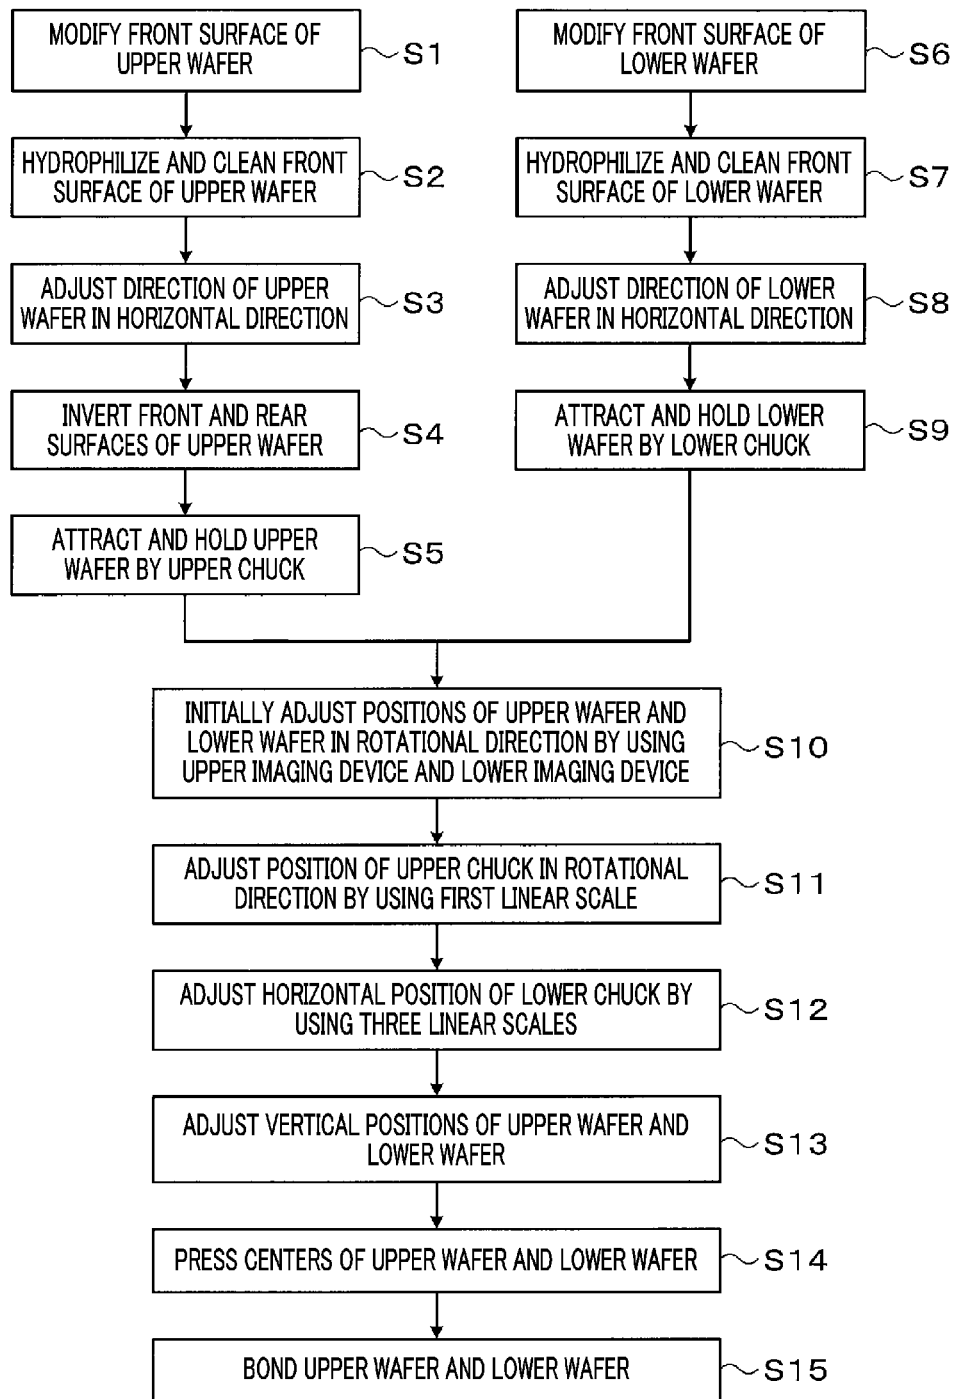 MODIFY FRONT SURFACE OF
UPPER WAFER
S1
HYDROPHILIZE AND CLEAN FRONT
SURFACE OF UPPER WAFER
S2
ADJUST DIRECTION OF UPPER
WAFER IN HORIZONTAL DIRECTION
S3
INVERT FRONT AND REAR
SURFACES OF UPPER WAFER
S4
ATTRACT AND HOLD UPPER
WAFER BY UPPER CHUCK
S5
MODIFY FRONT SURFACE OF
LOWER WAFER
S6
HYDROPHILIZE AND CLEAN FRONT
SURFACE OF LOWER WAFER
S7
ADJUST DIRECTION OF LOWER
WAFER IN HORIZONTAL DIRECTION
S8
ATTRACT AND HOLD LOWER
WAFER BY LOWER CHUCK
S9
INITIALLY ADJUST POSITIONS OF UPPER WAFER AND
LOWER WAFER IN ROTATIONAL DIRECTION BY USING
UPPER IMAGING DEVICE AND LOWER IMAGING DEVICE
S10
ADJUST POSITION OF UPPER CHUCK IN ROTATIONAL
DIRECTION BY USING FIRST LINEAR SCALE
S11
ADJUST HORIZONTAL POSITION OF LOWER CHUCK BY
USING THREE LINEAR SCALES
S12
ADJUST VERTICAL POSITIONS OF UPPER WAFER AND
LOWER WAFER
S13
PRESS CENTERS OF UPPER WAFER AND LOWER WAFER
S14
BOND UPPER WAFER AND LOWER WAFER
S15